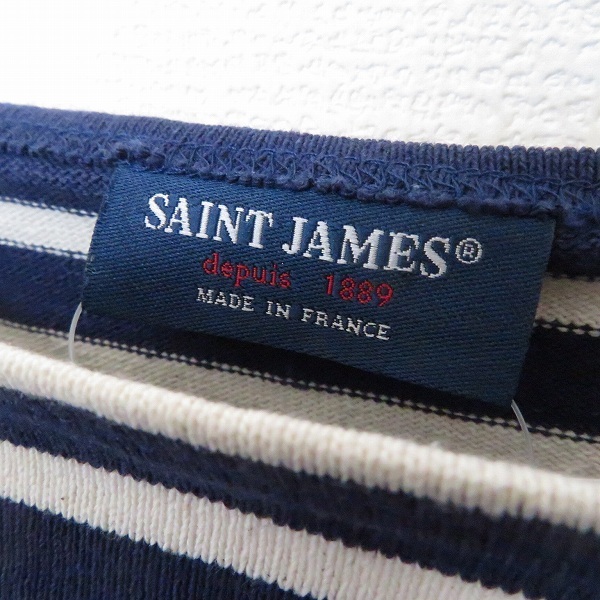 SAINT JAMES®
depuis 1889
MADE IN FRANCE